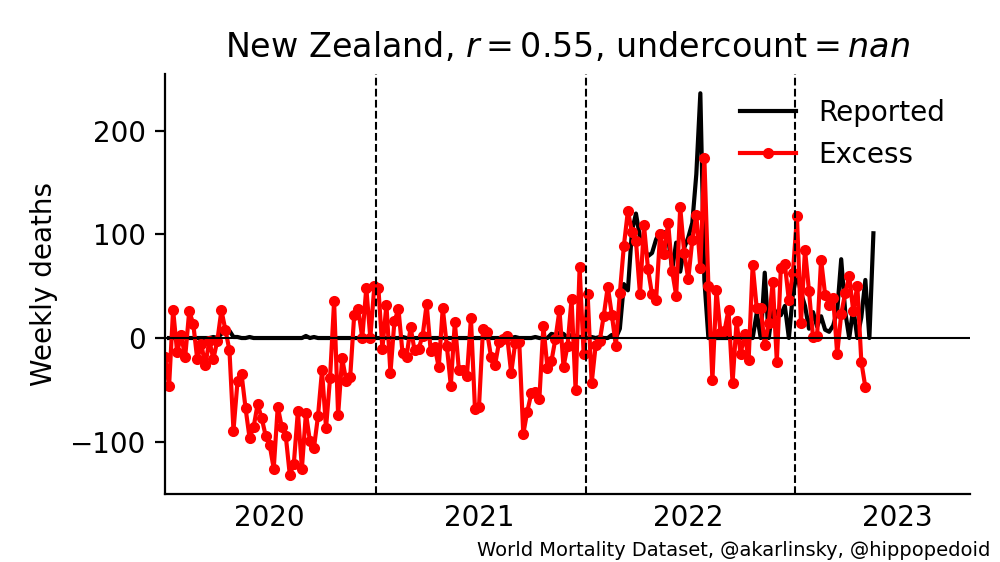 New Zealand, r = 0.55, undercount = nan
Reported
Excess
Weekly deaths
200
100
0
−100
2020 2021 2022 2023
World Mortality Dataset, @akarlinsky, @hippopedoid